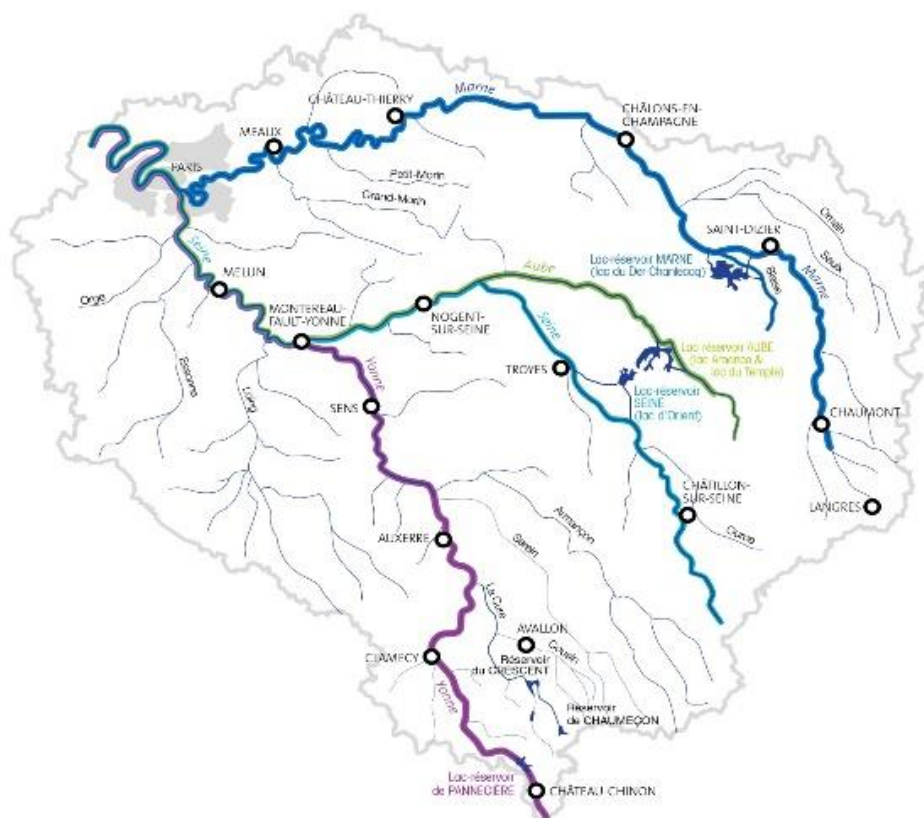 Marne
CHÂTEAU-THIERRY
CHÂLONS-EN-
CHAMPAGNE
MEAUX
PARIS
Petit-Morin
Grand-Morin
Ornain
Saulx
SAINT-DIZIER
Seine
Lac-réservoir MARNE
(lac du Der Chantecoq)
Blaise
Marne
Aube
MELUN
Orge
MONTEREAU-
FAULT-YONNE
NOGENT-
SUR-SEINE
Seine
Lac réservoir AUBE
(lac Amance &
lac du Temple)
TROYES
Essonne
Loing
Yonne
Lac-réservoir
SEINE
(lac d'Orient)
SENS
CHAUMONT
CHÂTILLON-
SUR-SEINE
LANGRES
Ource
Armançon
Serein
AUXERRE
La Cure
AVALLON
Cousin
CLAMECY
Réservoir
du CRESCENT
Yonne
Réservoir
de CHAUMEÇON
Lac-réservoir
de PANNECIÈRE
CHÂTEAU-CHINON